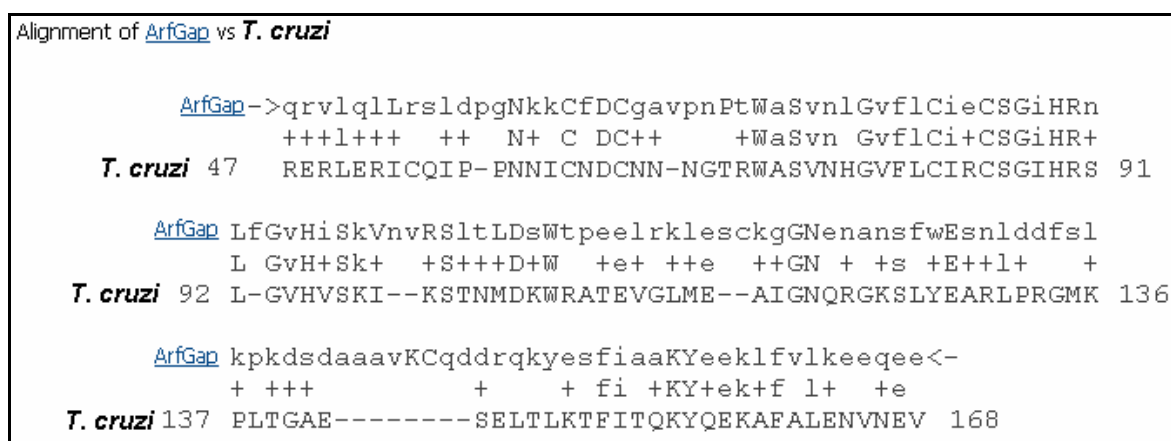 Alignment of ArfGap vs T. cruzi
ArfGap->qrvlqlLrsldpgNkkCfDCgavpnPtWaSvnlGvflCieCSGiHRn
+++l+++  ++  N+ C DC++    +WaSvn GvflCi+CSGiHR+
T. cruzi 47 RERLERICQIP-PNNICNDCNN-NGTRWASVNHGVFLCIRCSGIHRS 91
ArfGap LfGvHiSkVnvRSltLDsWtpeelrklesckgGNenansfwEsnlddfsl
L GvH+Sk+  +S+++D+W  +e+ ++e  ++GN + +s +E++l+   +
T. cruzi 92 L-GVHVSKI--KSTNMDKWRATEVGLME--AIGNQRGKSLYEARLPRGMK 136
ArfGap kpkdsdaaavKCqddrqkyesfiaaKYeeklfvlkeeqee<-
+ +++         +    + fi +KY+ek+f l+  +e
T. cruzi 137 PLTGAE--------SELTLKTFITQKYQEKAFALENVNEV 168